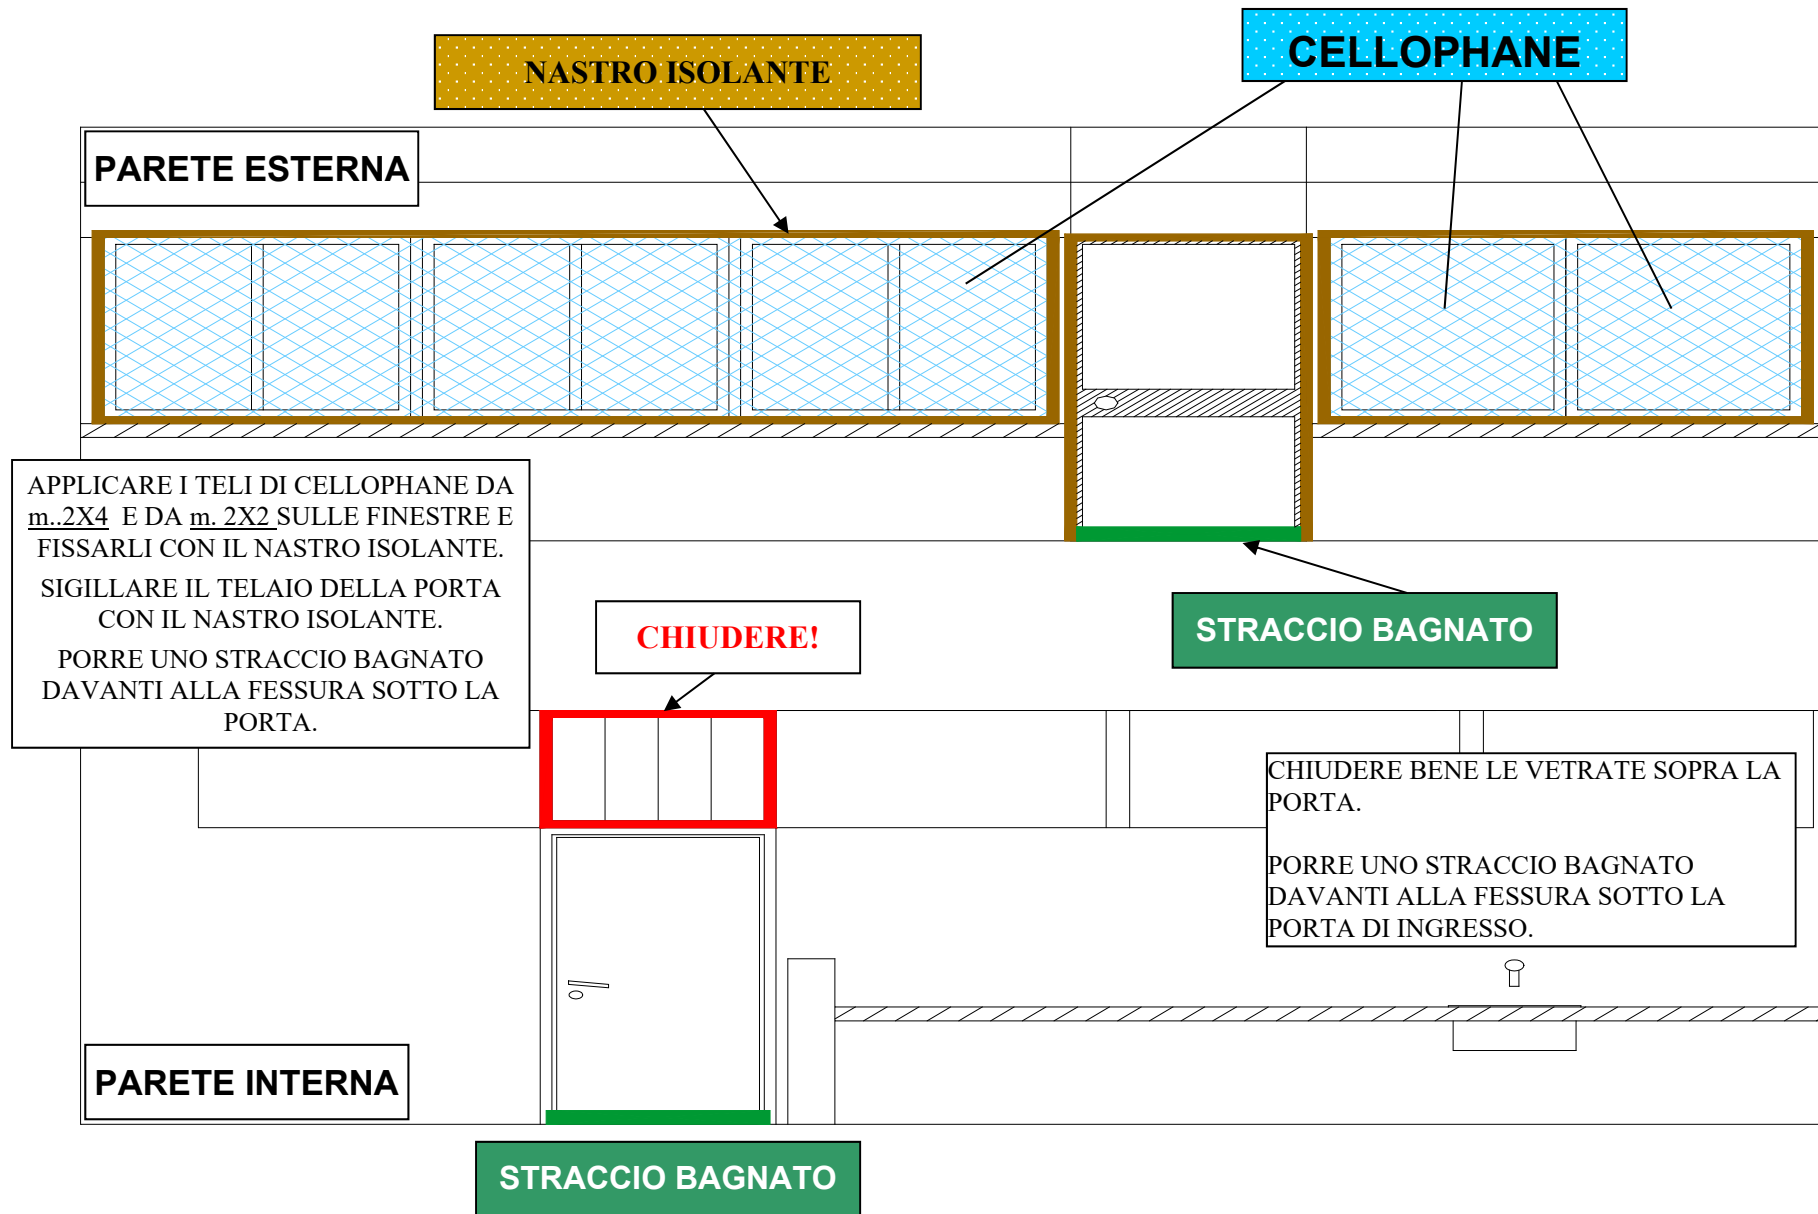 NASTRO ISOLANTE
CELLOPHANE
PARETE ESTERNA
APPLICARE I TELI DI CELLOPHANE DA
m..2X4 E DA m. 2X2 SULLE FINESTRE E
FISSARLI CON IL NASTRO ISOLANTE.
SIGILLARE IL TELAIO DELLA PORTA
CON IL NASTRO ISOLANTE.
PORRE UNO STRACCIO BAGNATO
DAVANTI ALLA FESSURA SOTTO LA
PORTA.
STRACCIO BAGNATO
CHIUDERE!
CHIUDERE BENE LE VETRATE SOPRA LA
PORTA.
PORRE UNO STRACCIO BAGNATO
DAVANTI ALLA FESSURA SOTTO LA
PORTA DI INGRESSO.
PARETE INTERNA
STRACCIO BAGNATO